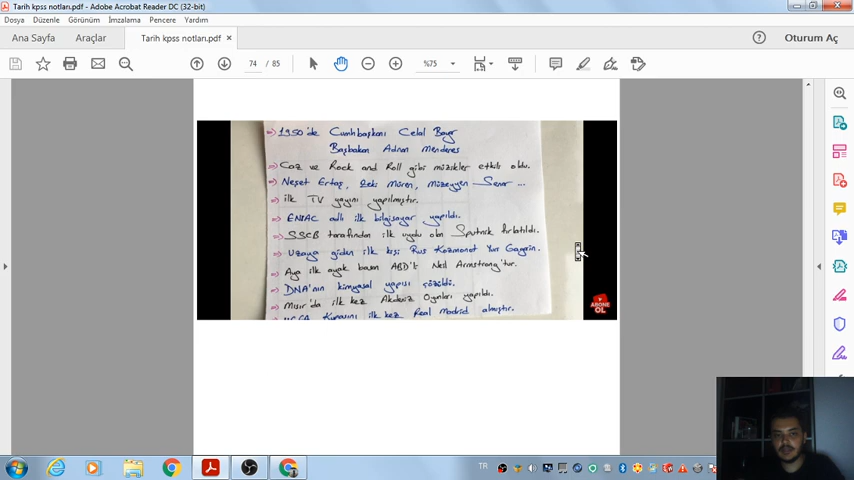 Tarih kpss notları.pdf - Adobe Acrobat Reader DC (32-bit)
Dosya Düzenle Görünüm İmzalama Pencere Yardım
Ana Sayfa Araçlar Tarih kpss notları.pdf × Oturum Aç
74 / 85 %75
1950'de Cumhbaşkanı Celal Bayar
Başbakan Adnan Menderes
Caz ve Rock and Roll gibi müzikler etkili oldu.
Neşet Ertaş, Zeki Müren, Müzeyyen Senar ...
ilk TV yayını yapılmıştır.
ENIAC adlı ilk bilgisayar yapıldı.
SSCB tarafından ilk uydu olan Sputnik fırlatıldı.
Uzaya giden ilk kişi Rus Kozmonot Yuri Gagarin.
Aya ilk ayak basan ABD'li Neil Armstrong'tur.
DNA'nın kimyasal yapısı çözüldü.
Mısır'da ilk kez Akdeniz Oyunları yapıldı.
Kupasını ilk kez Real Madrid almıştır.
ABONE
OL
TR